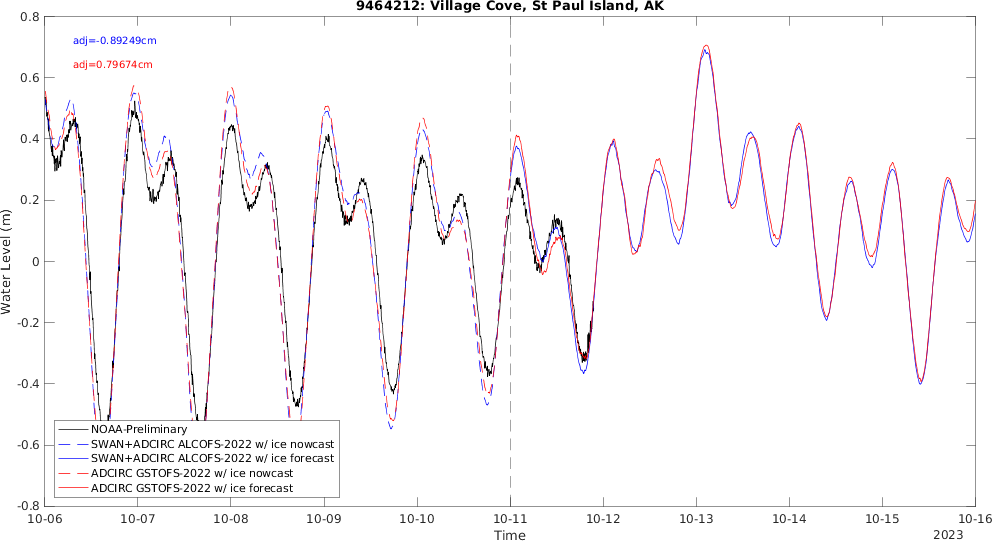 9464212: Village Cove, St Paul Island, AK
adj=-0.89249cm
adj=0.79674cm
Water Level (m)
0.8
0.6
0.4
0.2
0
-0.2
-0.4
-0.6
-0.8
NOAA-Preliminary
SWAN+ADCIRC ALCOFS-2022 w/ ice nowcast
SWAN+ADCIRC ALCOFS-2022 w/ ice forecast
ADCIRC GSTOFS-2022 w/ ice nowcast
ADCIRC GSTOFS-2022 w/ ice forecast
10-06 10-07 10-08 10-09 10-10 10-11 10-12 10-13 10-14 10-15 10-16
Time
2023